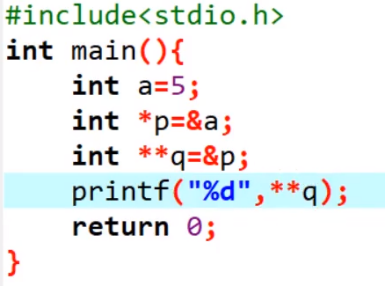 #include<stdio.h>
int main(){
    int a=5;
    int *p=&a;
    int **q=&p;
    printf("%d",**q);
    return 0;
}